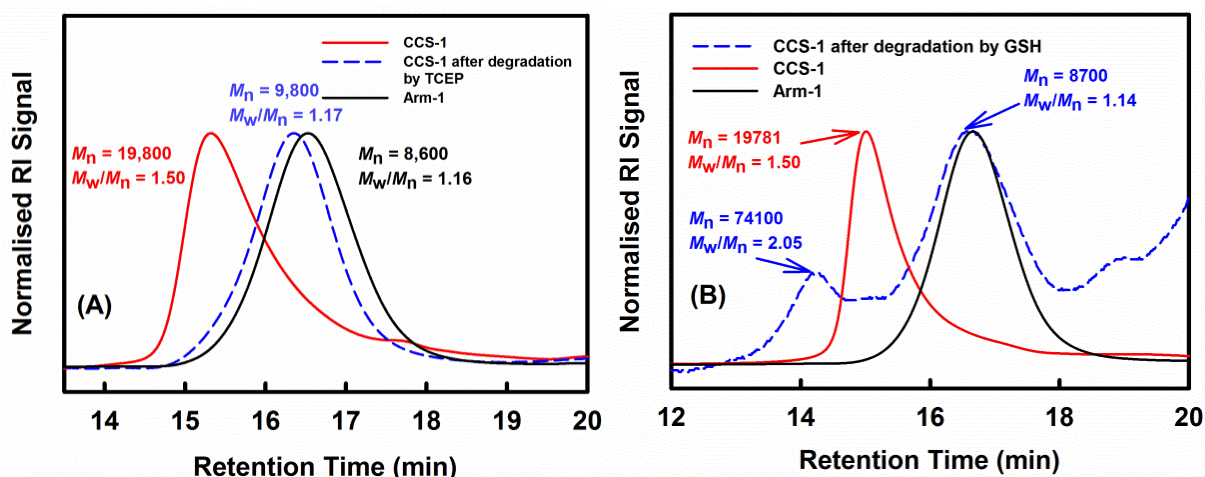 CCS-1
CCS-1 after degradation
by TCEP
Arm-1
Mn = 9,800
Mw/Mn = 1.17
Mn = 19,800
Mw/Mn = 1.50
Mn = 8,600
Mw/Mn = 1.16
(A)
Normalised RI Signal
14 15 16 17 18 19 20
Retention Time (min)
CCS-1 after degradation by GSH
CCS-1
Arm-1
Mn = 8700
Mw/Mn = 1.14
Mn = 19781
Mw/Mn = 1.50
Mn = 74100
Mw/Mn = 2.05
(B)
Normalised RI Signal
12 14 16 18 20
Retention Time (min)